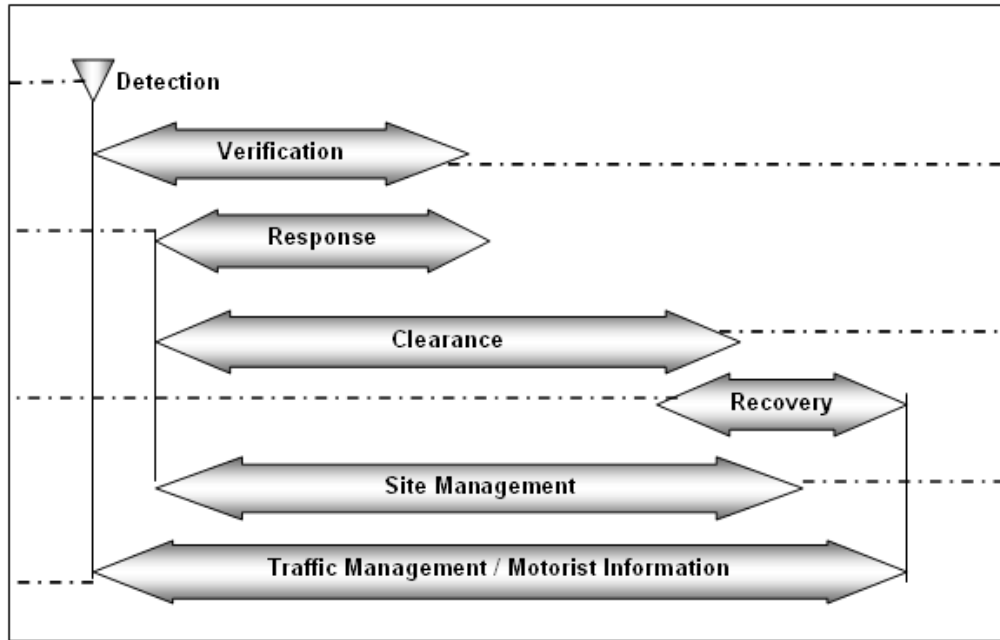 Detection
Verification
Response
Clearance
Recovery
Site Management
Traffic Management / Motorist Information